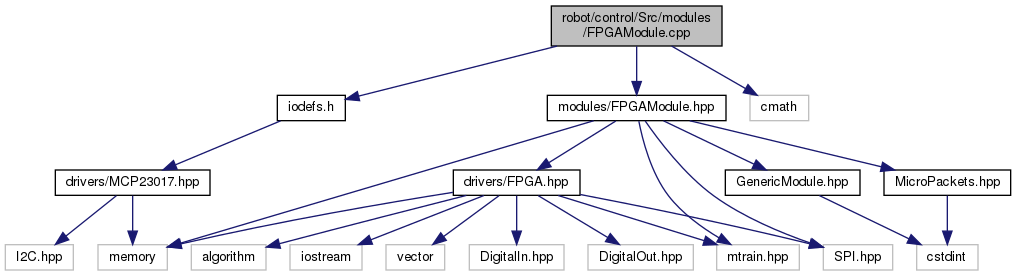 robot/control/Src/modules
/FPGAModule.cpp
iodefs.h
modules/FPGAModule.hpp
cmath
drivers/MCP23017.hpp
drivers/FPGA.hpp
GenericModule.hpp
MicroPackets.hpp
I2C.hpp
memory
algorithm
iostream
vector
DigitalIn.hpp
DigitalOut.hpp
mtrain.hpp
SPI.hpp
cstdint